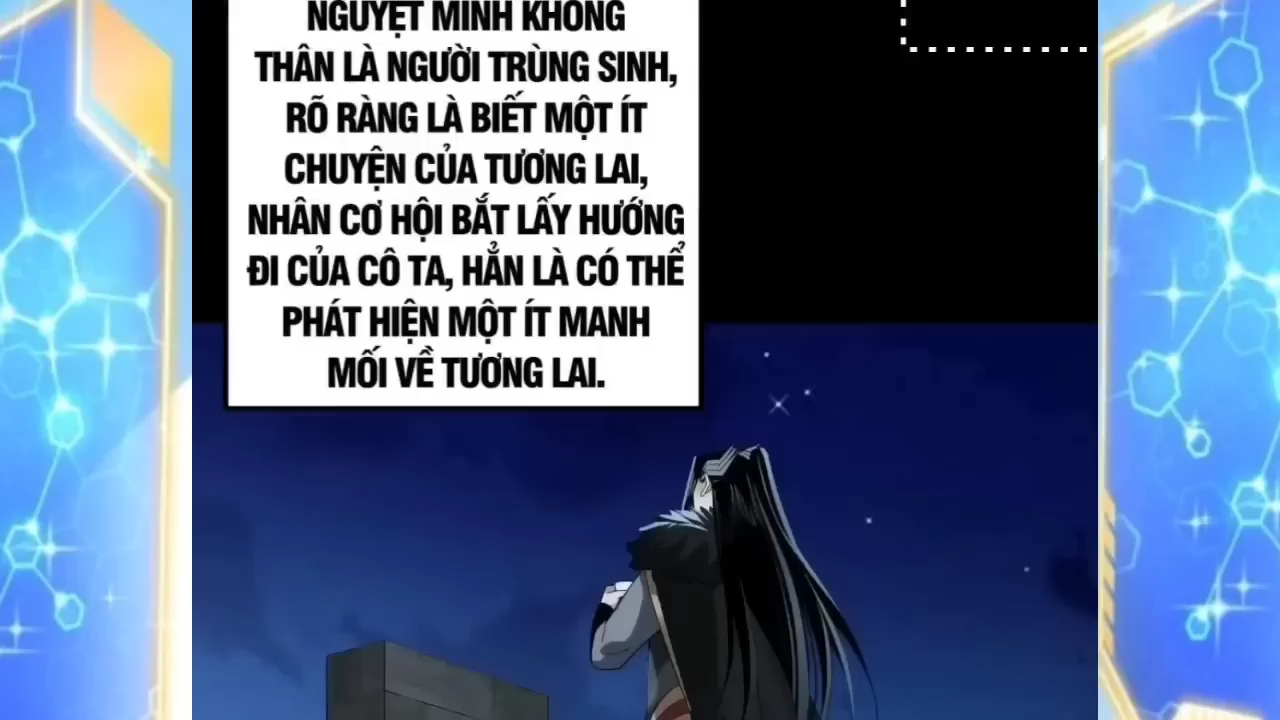 NGUYỆT MINH KHÔNG
THÂN LÀ NGƯỜI TRÙNG SINH,
RÕ RÀNG LÀ BIẾT MỘT ÍT
CHUYỆN CỦA TƯƠNG LAI,
NHÂN CƠ HỘI BẮT LẤY HƯỚNG
ĐI CỦA CÔ TA, HẲN LÀ CÓ THỂ
PHÁT HIỆN MỘT ÍT MANH
MỐI VỀ TƯƠNG LAI.